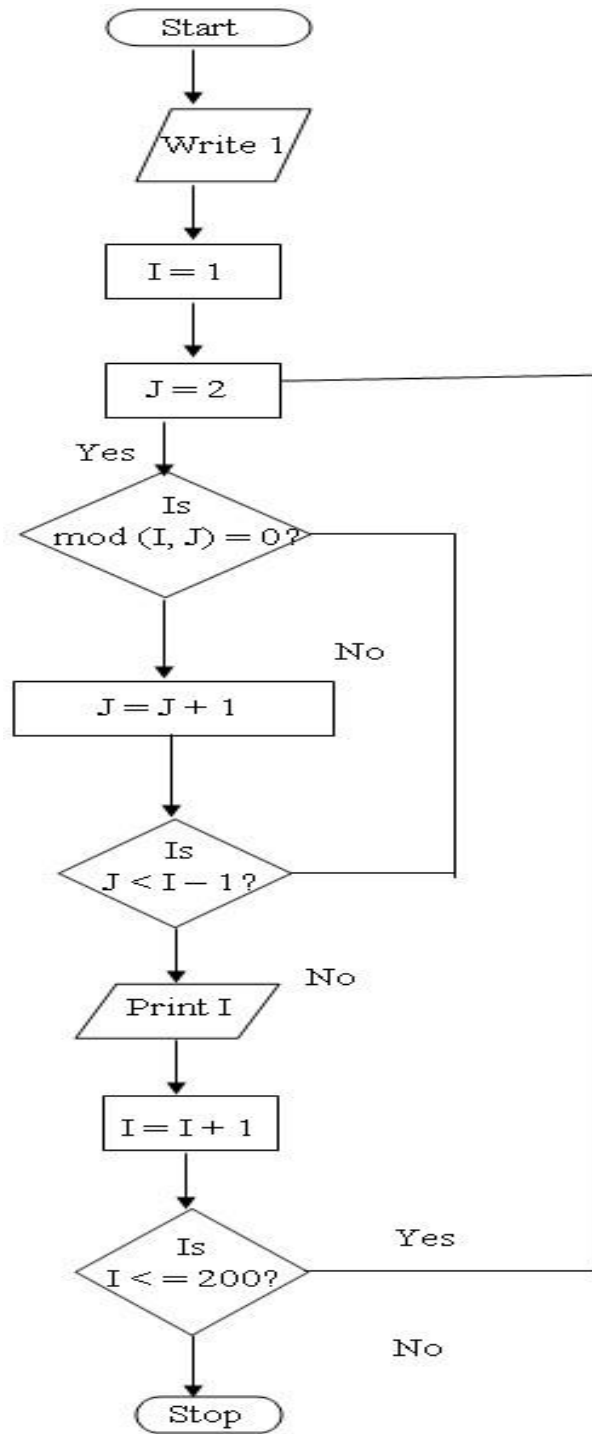 Start
Write 1
I = 1
J = 2
Yes
Is
mod (I, J) = 0?
No
J = J + 1
Is
J < I – 1?
No
Print I
I = I + 1
Is
Yes
I < = 200?
No
Stop